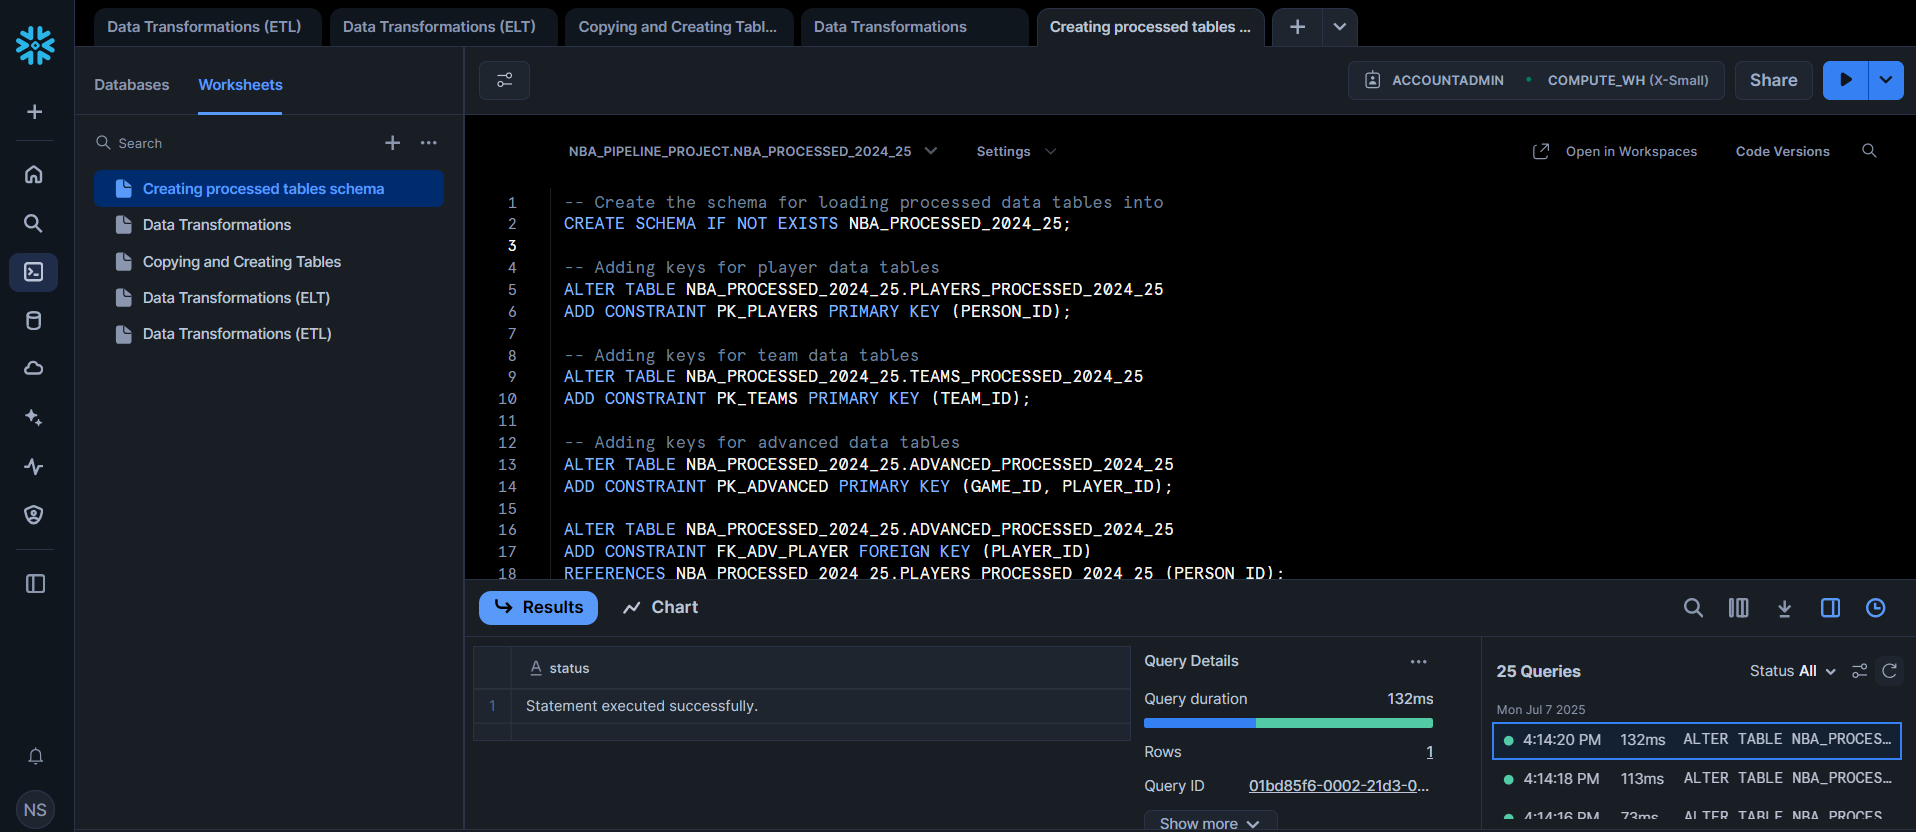 Data Transformations (ETL)
Data Transformations (ELT)
Copying and Creating Tabl...
Data Transformations
Creating processed tables ...
Databases
Worksheets
Search
Creating processed tables schema
Data Transformations
Copying and Creating Tables
Data Transformations (ELT)
Data Transformations (ETL)
NS
ACCOUNTADMIN
COMPUTE_WH (X-Small)
Share
NBA_PIPELINE_PROJECT.NBA_PROCESSED_2024_25
Settings
Open in Workspaces
Code Versions
1 -- Create the schema for loading processed data tables into
2 CREATE SCHEMA IF NOT EXISTS NBA_PROCESSED_2024_25;
3
4 -- Adding keys for player data tables
5 ALTER TABLE NBA_PROCESSED_2024_25.PLAYERS_PROCESSED_2024_25
6 ADD CONSTRAINT PK_PLAYERS PRIMARY KEY (PERSON_ID);
7
8 -- Adding keys for team data tables
9 ALTER TABLE NBA_PROCESSED_2024_25.TEAMS_PROCESSED_2024_25
10 ADD CONSTRAINT PK_TEAMS PRIMARY KEY (TEAM_ID);
11
12 -- Adding keys for advanced data tables
13 ALTER TABLE NBA_PROCESSED_2024_25.ADVANCED_PROCESSED_2024_25
14 ADD CONSTRAINT PK_ADVANCED PRIMARY KEY (GAME_ID, PLAYER_ID);
15
16 ALTER TABLE NBA_PROCESSED_2024_25.ADVANCED_PROCESSED_2024_25
17 ADD CONSTRAINT FK_ADV_PLAYER FOREIGN KEY (PLAYER_ID)
18 REFERENCES NBA_PROCESSED_2024_25.PLAYERS_PROCESSED_2024_25 (PERSON_ID);
Results
Chart
A status
1 Statement executed successfully.
Query Details
Query duration 132ms
Rows 1
Query ID 01bd85f6-0002-21d3-0...
Show more
25 Queries
Status All
Mon Jul 7 2025
4:14:20 PM 132ms ALTER TABLE NBA_PROCES...
4:14:18 PM 113ms ALTER TABLE NBA_PROCES...
4:14:16 PM 73ms ALTER TABLE NBA_PROCES...